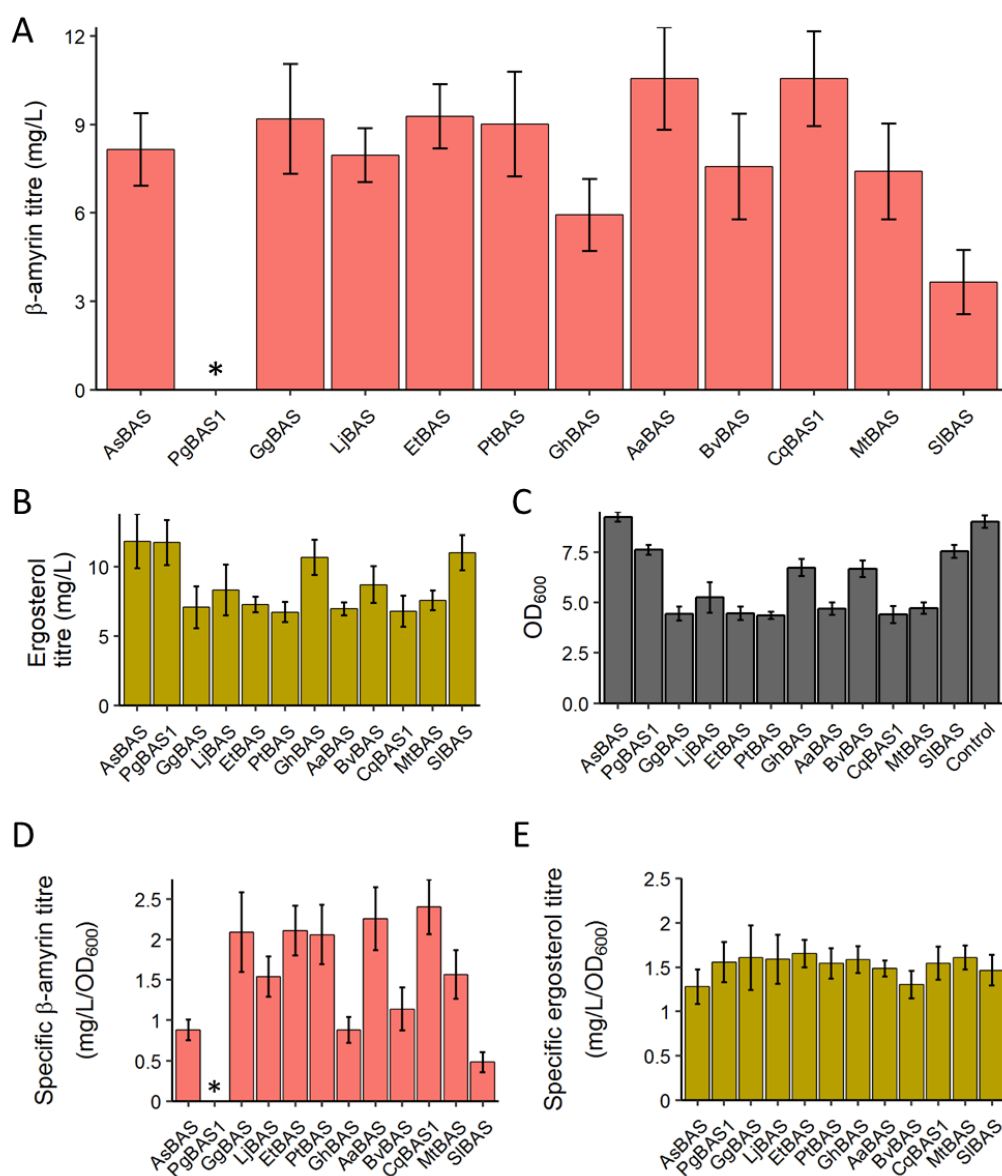 A
β-amyrin titre (mg/L)
12
9
6
3
0
*
AsBAS
PgBAS1
GgBAS
LjBAS
EtBAS
PtBAS
GhBAS
AaBAS
BvBAS
CqBAS1
MtBAS
SlBAS
B
Ergosterol
titre (mg/L)
10
5
0
AsBAS
PgBAS1
GgBAS
LjBAS
EtBAS
PtBAS
GhBAS
AaBAS
BvBAS
CqBAS1
MtBAS
SlBAS
C
OD600
7.5
5.0
2.5
0.0
AsBAS
PgBAS1
GgBAS
LjBAS
EtBAS
PtBAS
GhBAS
AaBAS
BvBAS
CqBAS1
MtBAS
SlBAS
Control
D
Specific β-amyrin titre
(mg/L/OD600)
2.5
2
1.5
1
0.5
0
*
AsBAS
PgBAS1
GgBAS
LjBAS
EtBAS
PtBAS
GhBAS
AaBAS
BvBAS
CqBAS1
MtBAS
SlBAS
E
Specific ergosterol titre
(mg/L/OD600)
2.5
2
1.5
1
0.5
0
AsBAS
PgBAS1
GgBAS
LjBAS
EtBAS
PtBAS
GhBAS
AaBAS
BvBAS
CqBAS1
MtBAS
SlBAS